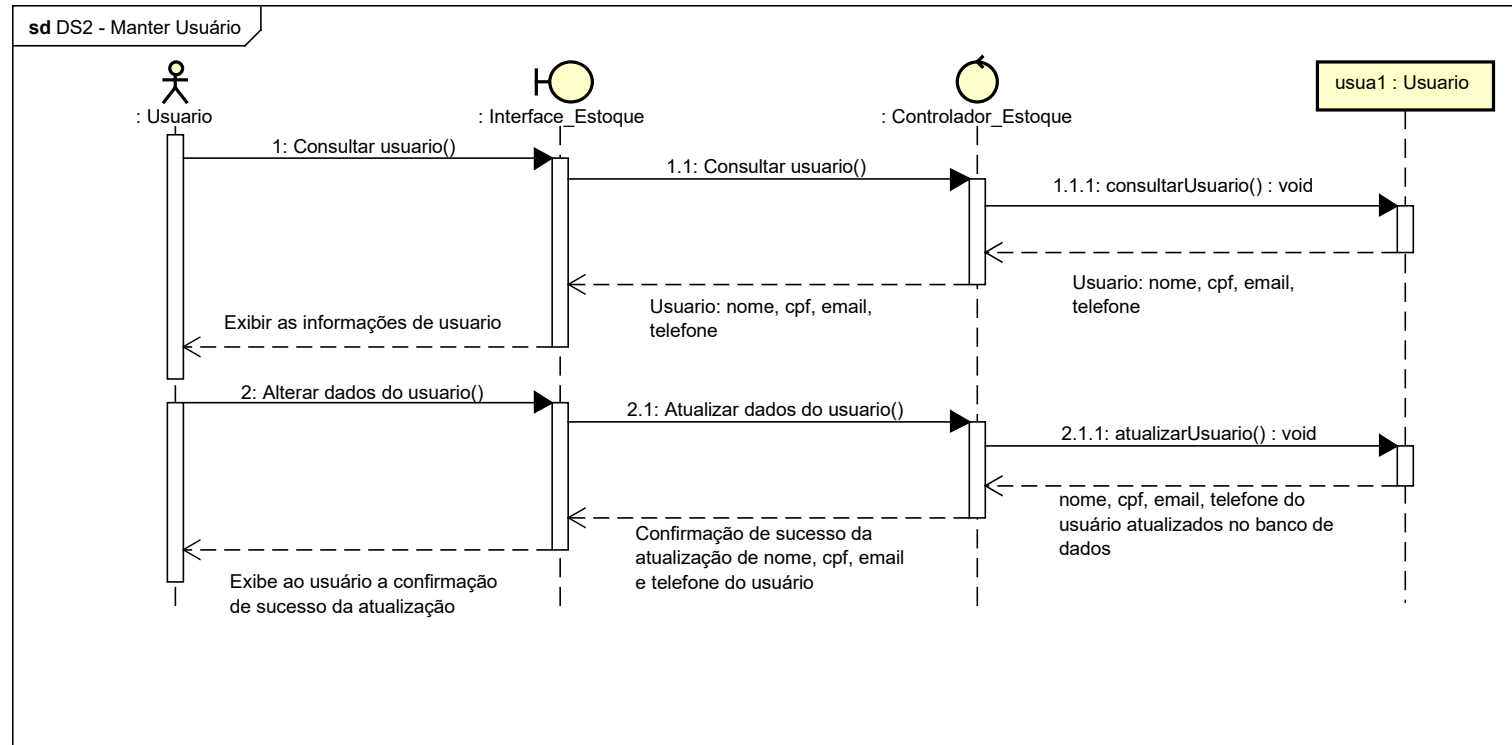 sd DS2 - Manter Usuário
: Usuario
: Interface_Estoque
: Controlador_Estoque
usua1 : Usuario
1: Consultar usuario()
1.1: Consultar usuario()
1.1.1: consultarUsuario() : void
Usuario: nome, cpf, email,
telefone
Usuario: nome, cpf, email,
telefone
Exibir as informações de usuario
2: Alterar dados do usuario()
2.1: Atualizar dados do usuario()
2.1.1: atualizarUsuario() : void
nome, cpf, email, telefone do
usuário atualizados no banco de
dados
Confirmação de sucesso da
atualização de nome, cpf, email
e telefone do usuário
Exibe ao usuário a confirmação
de sucesso da atualização